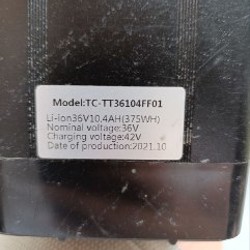 Model:TC-TT36104FF01
Li-ion36V10.4AH(375WH)
Nominal voltage:36V
Charging voltage:42V
Date of production:2021.10